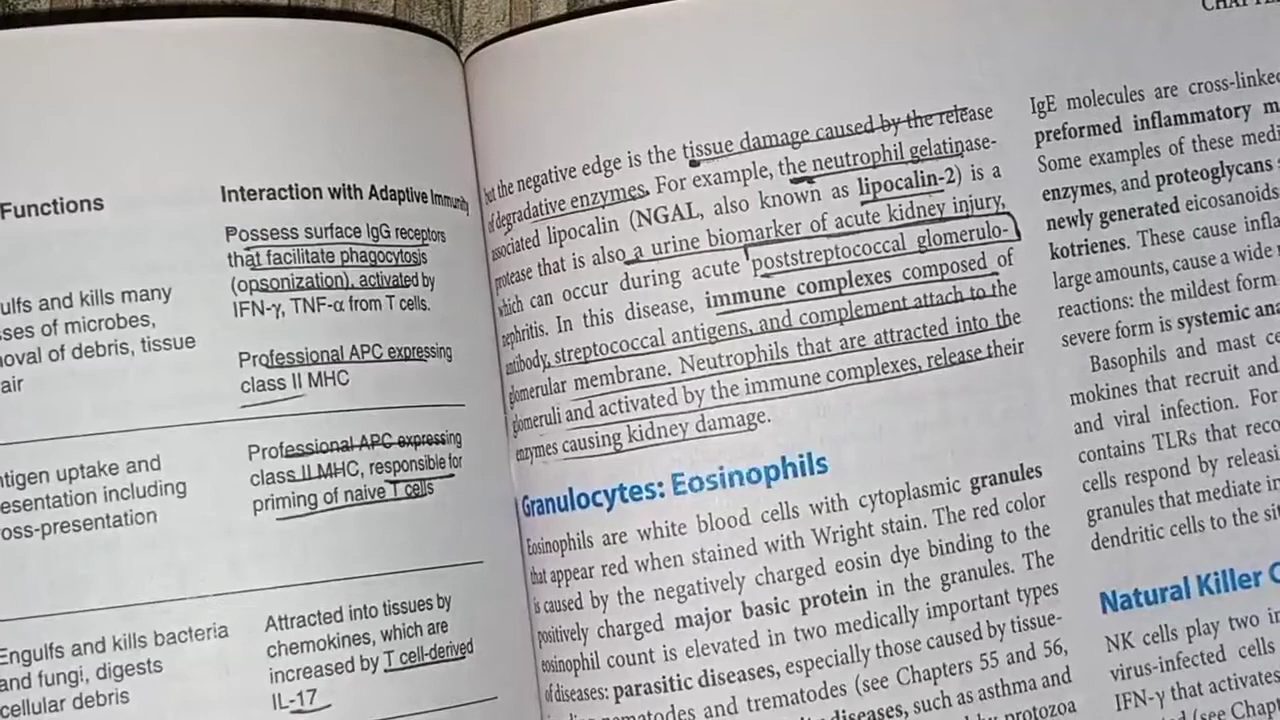 CHAPTE
Functions
Interaction with Adaptive Immunity
Possess surface IgG receptors
that facilitate phagocytosis
(opsonization), activated by
IFN-γ, TNF-α from T cells.
ulfs and kills many
ses of microbes,
oval of debris, tissue
air
Professional APC expressing
class II MHC
tigen uptake and
esentation including
oss-presentation
Professional APC expressing
class II MHC, responsible for
priming of naive T cells
Engulfs and kills bacteria
and fungi, digests
cellular debris
Attracted into tissues by
chemokines, which are
increased by T cell-derived
IL-17
but the negative edge is the tissue damage caused by the release
of degradative enzymes. For example, the neutrophil gelatinase-
associated lipocalin (NGAL, also known as lipocalin-2) is a
protease that is also a urine biomarker of acute kidney injury,
which can occur during acute poststreptococcal glomerulo-
nephritis. In this disease, immune complexes composed of
antibody, streptococcal antigens, and complement attach to the
glomerular membrane. Neutrophils that are attracted into the
glomeruli and activated by the immune complexes, release their
enzymes causing kidney damage.
Granulocytes: Eosinophils
Eosinophils are white blood cells with cytoplasmic granules
that appear red when stained with Wright stain. The red color
is caused by the negatively charged eosin dye binding to the
positively charged major basic protein in the granules. The
eosinophil count is elevated in two medically important types
of diseases: parasitic diseases, especially those caused by tissue-
nematodes and trematodes (see Chapters 55 and 56,
diseases, such as asthma and
by protozoa
IgE molecules are cross-linked
preformed inflammatory m
Some examples of these medi
enzymes, and proteoglycans
newly generated eicosanoids
kotrienes. These cause infla
large amounts, cause a wide
reactions: the mildest form
severe form is systemic ana
Basophils and mast ce
mokines that recruit and
and viral infection. For
contains TLRs that reco
cells respond by releasi
granules that mediate in
dendritic cells to the sit
Natural Killer C
NK cells play two i
virus-infected cells
IFN-γ that activates
(see Chap